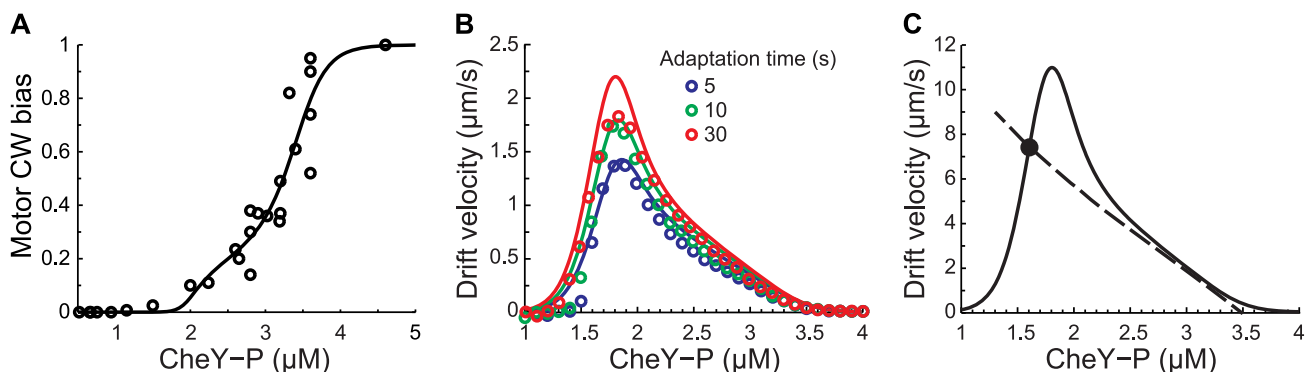 A
Motor CW bias
1
0.8
0.6
0.4
0.2
0
1 2 3 4 5
CheY−P (µM)
B
Drift velocity (µm/s)
2.5
2
1.5
1
0.5
0
Adaptation time (s)
5
10
30
1 1.5 2 2.5 3 3.5 4
CheY−P (µM)
C
Drift velocity (µm/s)
12
10
8
6
4
2
0
1 1.5 2 2.5 3 3.5 4
CheY−P (µM)